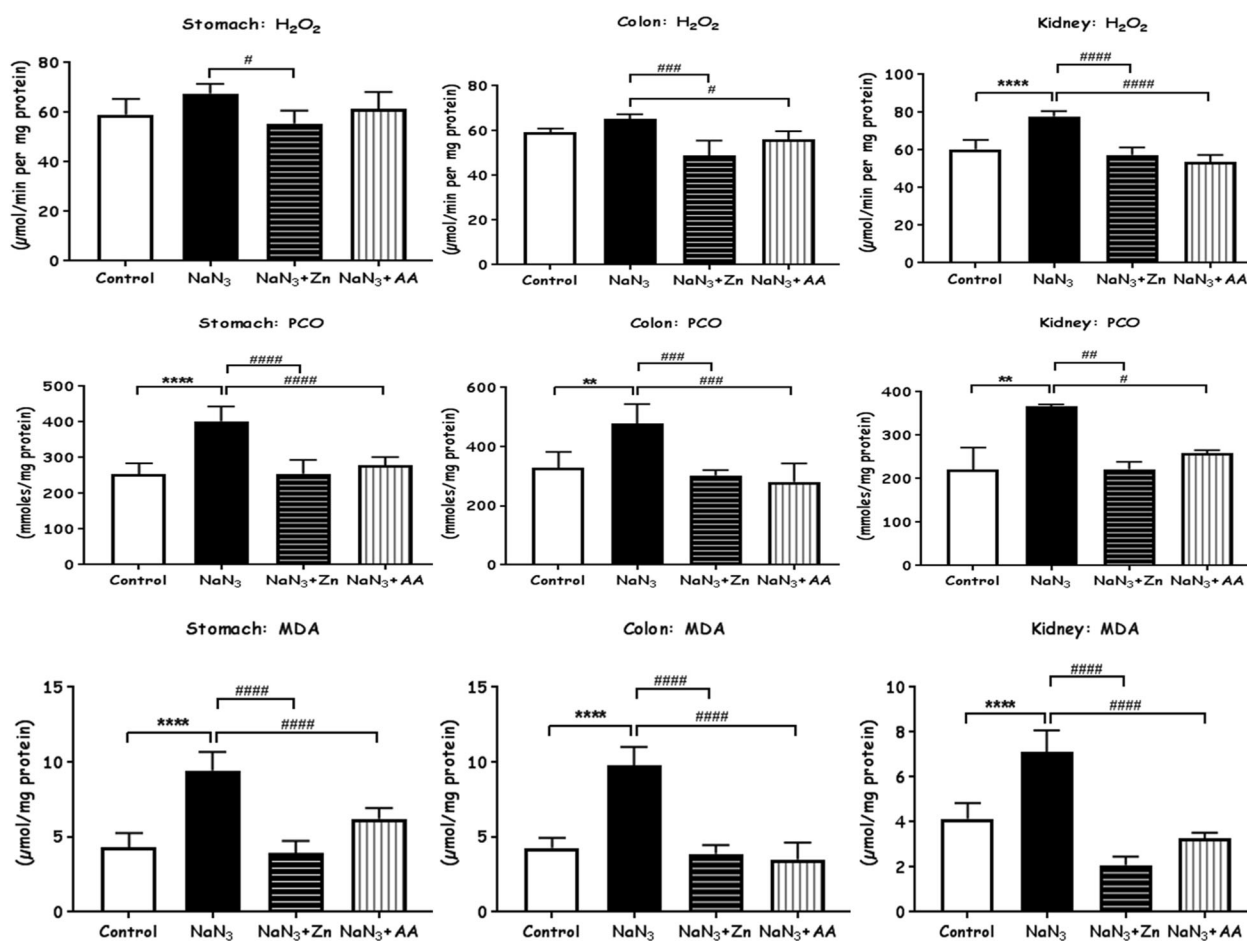 Stomach: H₂O₂
Colon: H₂O₂
Kidney: H₂O₂
(µmol/min per mg protein)
80
60
40
20
0
#
Control NaN₃ NaN₃+Zn NaN₃+AA
(µmol/min per mg protein)
80
60
40
20
0
###
#
Control NaN₃ NaN₃+Zn NaN₃+AA
(µmol/min per mg protein)
100
80
60
40
20
0
####
**** ####
Control NaN₃ NaN₃+Zn NaN₃+AA
Stomach: PCO
Colon: PCO
Kidney: PCO
(mmoles/mg protein)
500
400
300
200
100
0
####
**** ####
Control NaN₃ NaN₃+Zn NaN₃+AA
(mmoles/mg protein)
600
400
200
0
###
** ###
Control NaN₃ NaN₃+Zn NaN₃+AA
(mmoles/mg protein)
400
300
200
100
0
##
** #
Control NaN₃ NaN₃+Zn NaN₃+AA
Stomach: MDA
Colon: MDA
Kidney: MDA
(µmol/mg protein)
15
10
5
0
####
**** ####
Control NaN₃ NaN₃+Zn NaN₃+AA
(µmol/mg protein)
15
10
5
0
####
**** ####
Control NaN₃ NaN₃+Zn NaN₃+AA
(µmol/mg protein)
10
8
6
4
2
0
####
**** ####
Control NaN₃ NaN₃+Zn NaN₃+AA